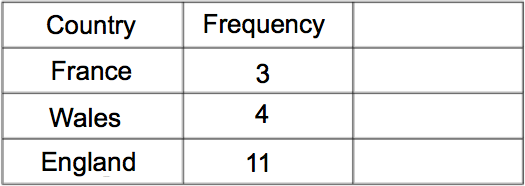 Country Frequency
France 3
Wales 4
England 11